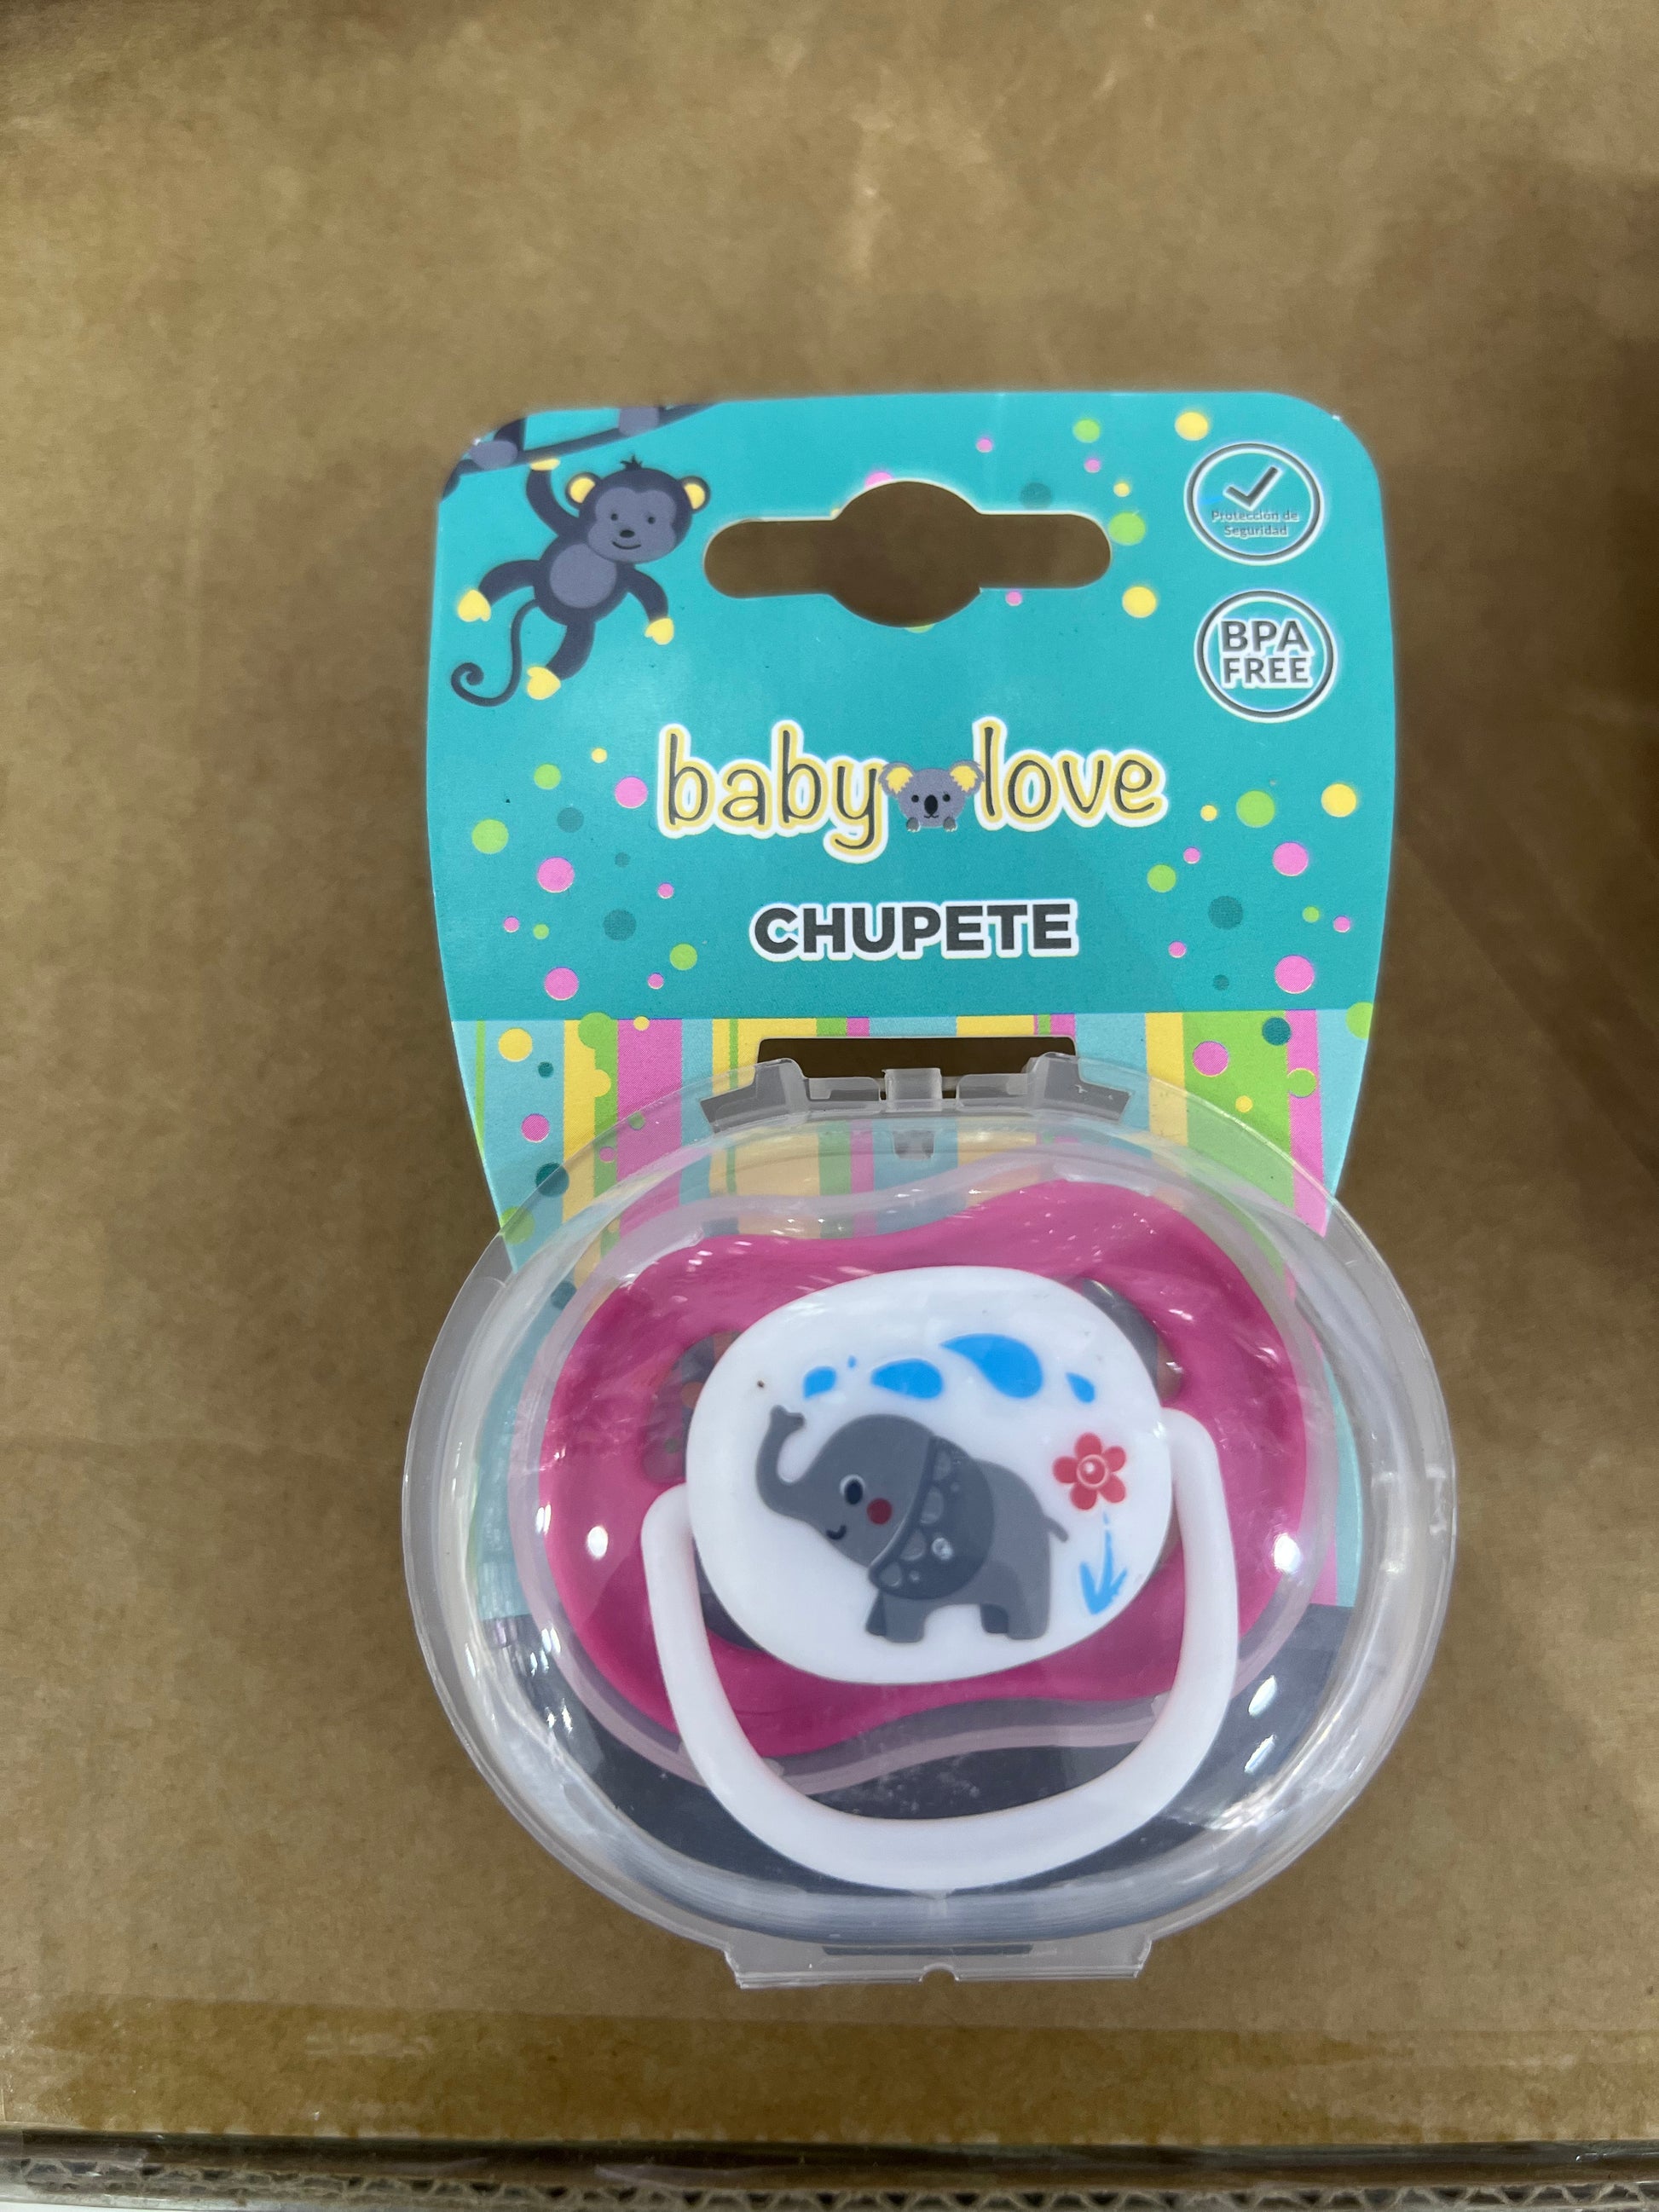 Protección de
Seguridad
BPA
FREE
baby love
CHUPETE